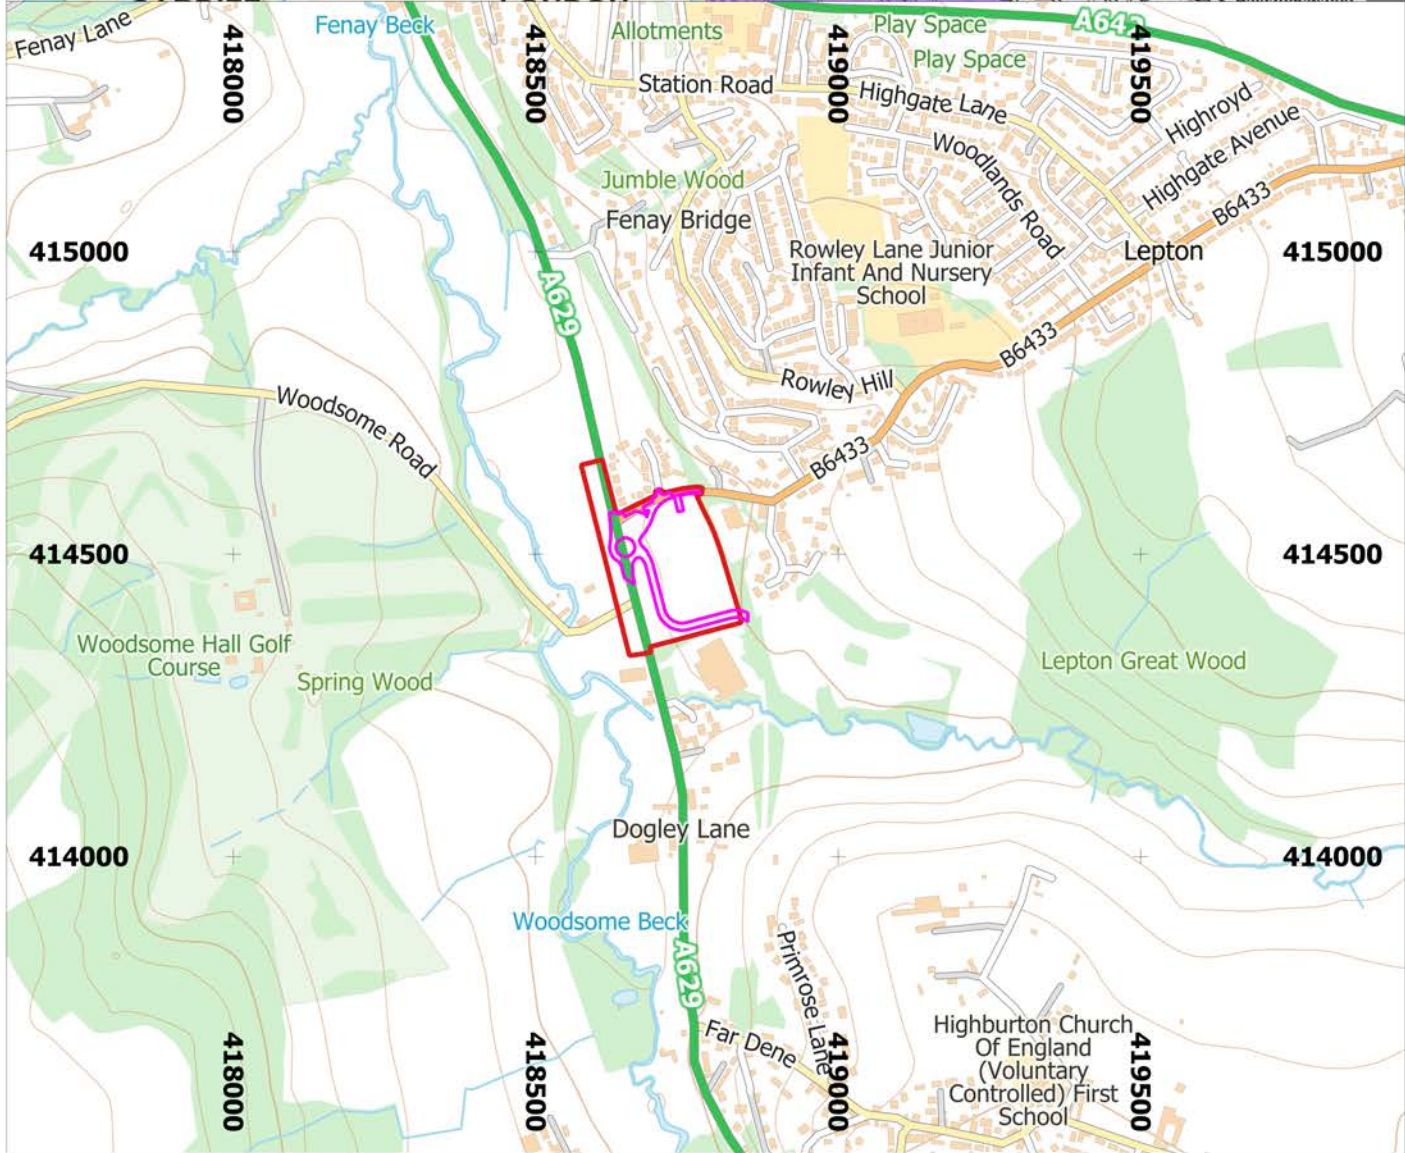 Fenay Lane
Fenay Beck
Allotments
Play Space
A642
Play Space
418000
418500
Station Road
419000
Highgate Lane
419500
Highroyd
Highgate Avenue
Woodlands Road
Jumble Wood
Fenay Bridge
B6433
415000
Rowley Lane Junior
Infant And Nursery
School
Lepton
415000
A629
B6433
Woodsome Road
Rowley Hill
B6433
414500
414500
Woodsome Hall Golf
Course
Spring Wood
Lepton Great Wood
Dogley Lane
414000
414000
Woodsome Beck
A629
Primrose Lane
Far Dene
Highburton Church
Of England
(Voluntary
Controlled) First
School
418000
418500
419000
419500